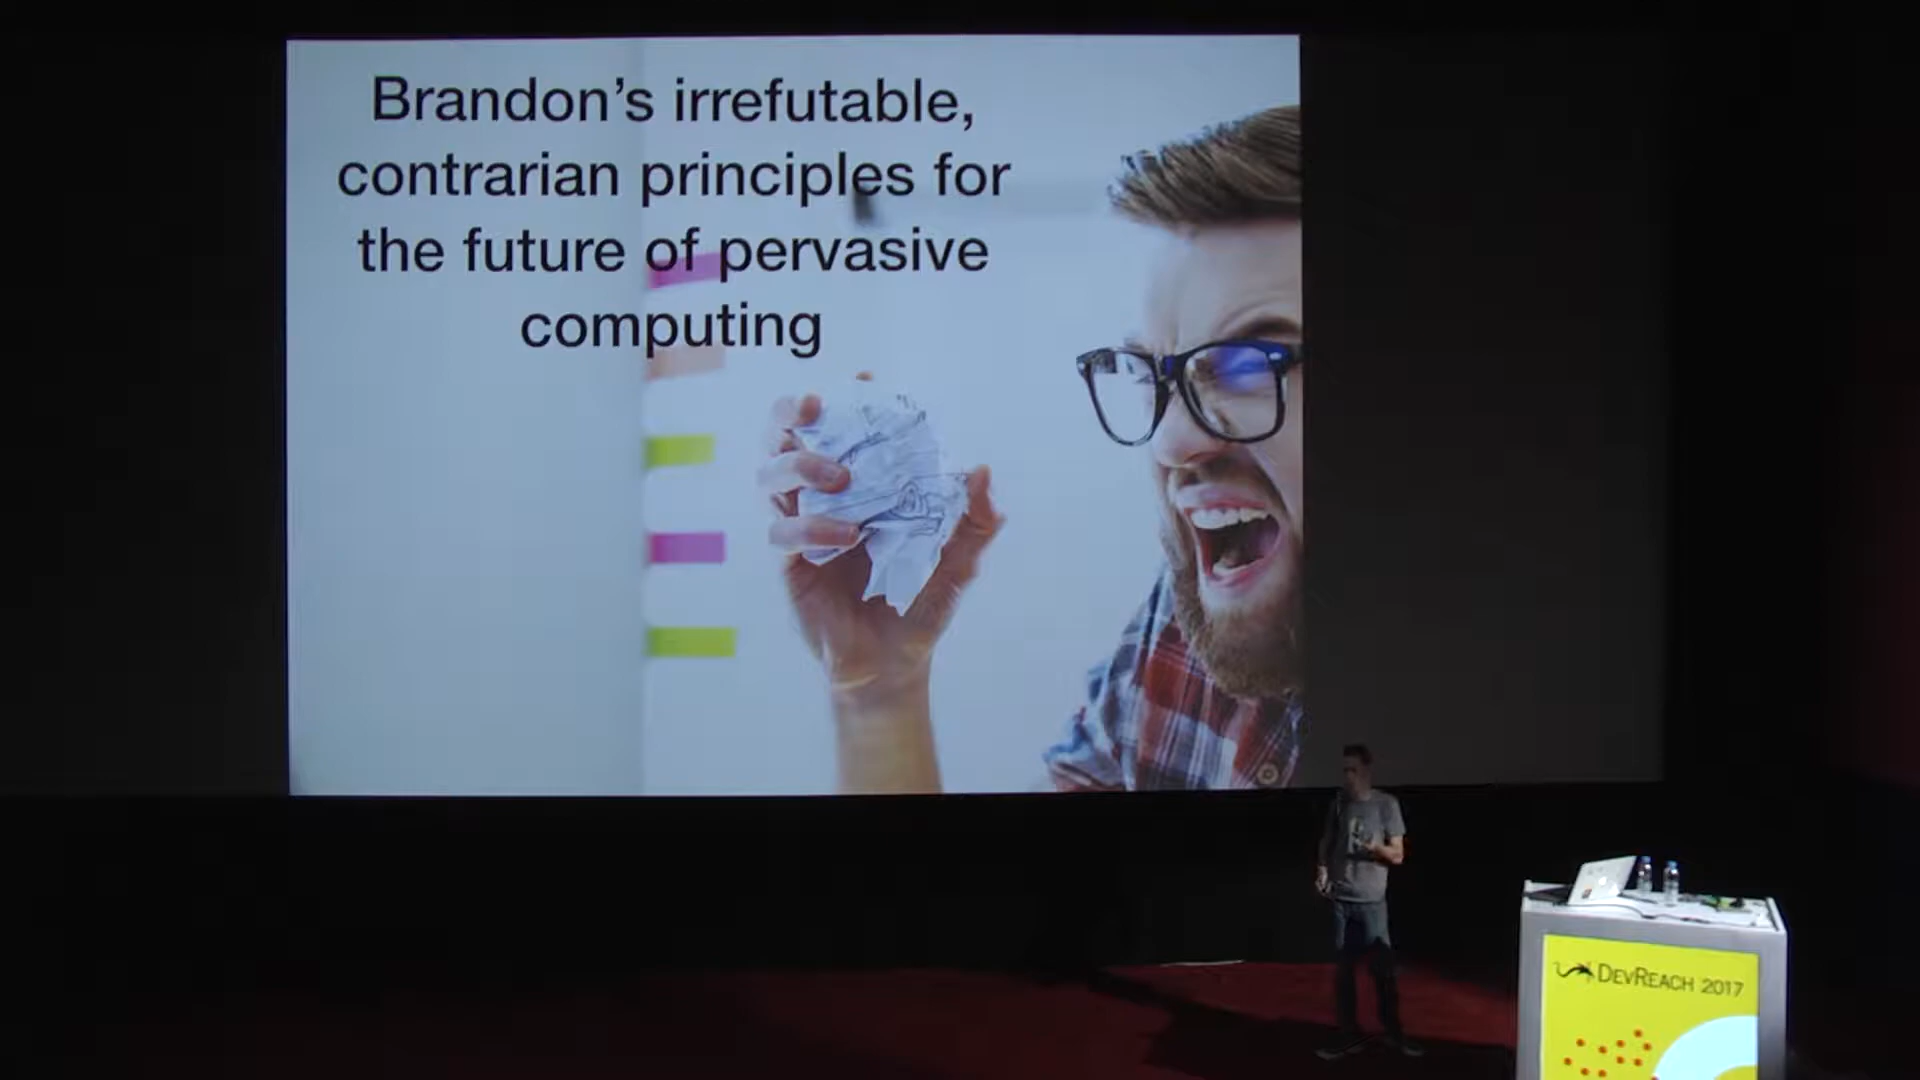 Brandon's irrefutable,
contrarian principles for
the future of pervasive
computing
DEVREACH 2017